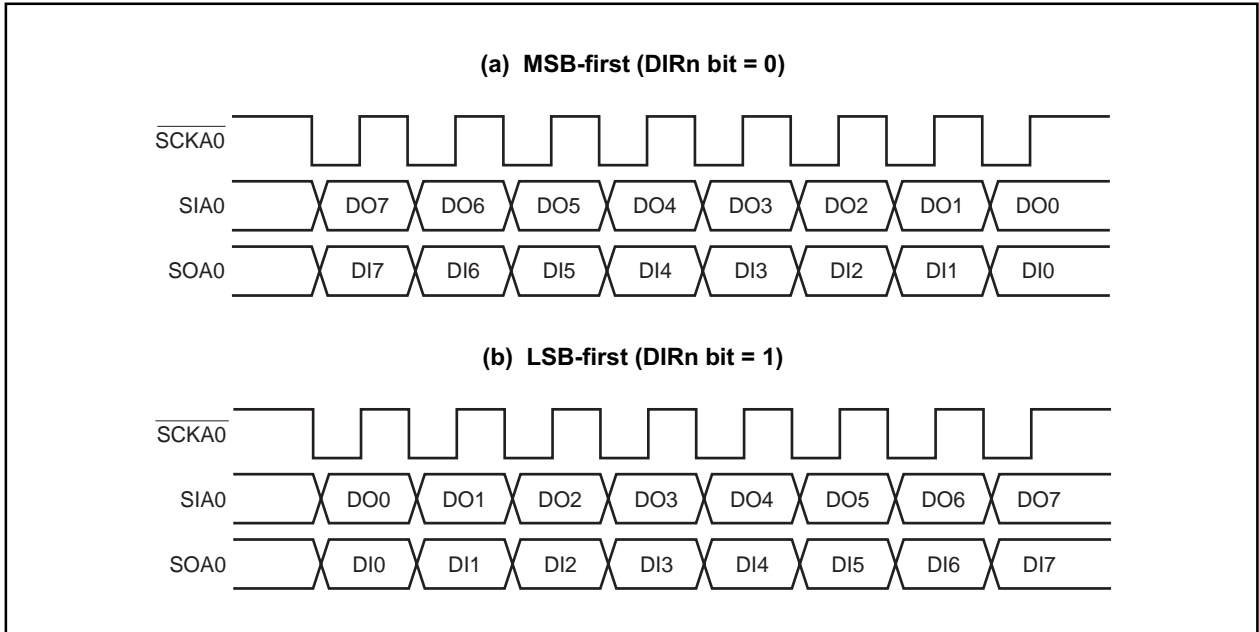 (a) MSB-first (DIRn bit = 0)
SCKA0
SIA0 DO7 DO6 DO5 DO4 DO3 DO2 DO1 DO0
SOA0 DI7 DI6 DI5 DI4 DI3 DI2 DI1 DI0
(b) LSB-first (DIRn bit = 1)
SCKA0
SIA0 DO0 DO1 DO2 DO3 DO4 DO5 DO6 DO7
SOA0 DI0 DI1 DI2 DI3 DI4 DI5 DI6 DI7